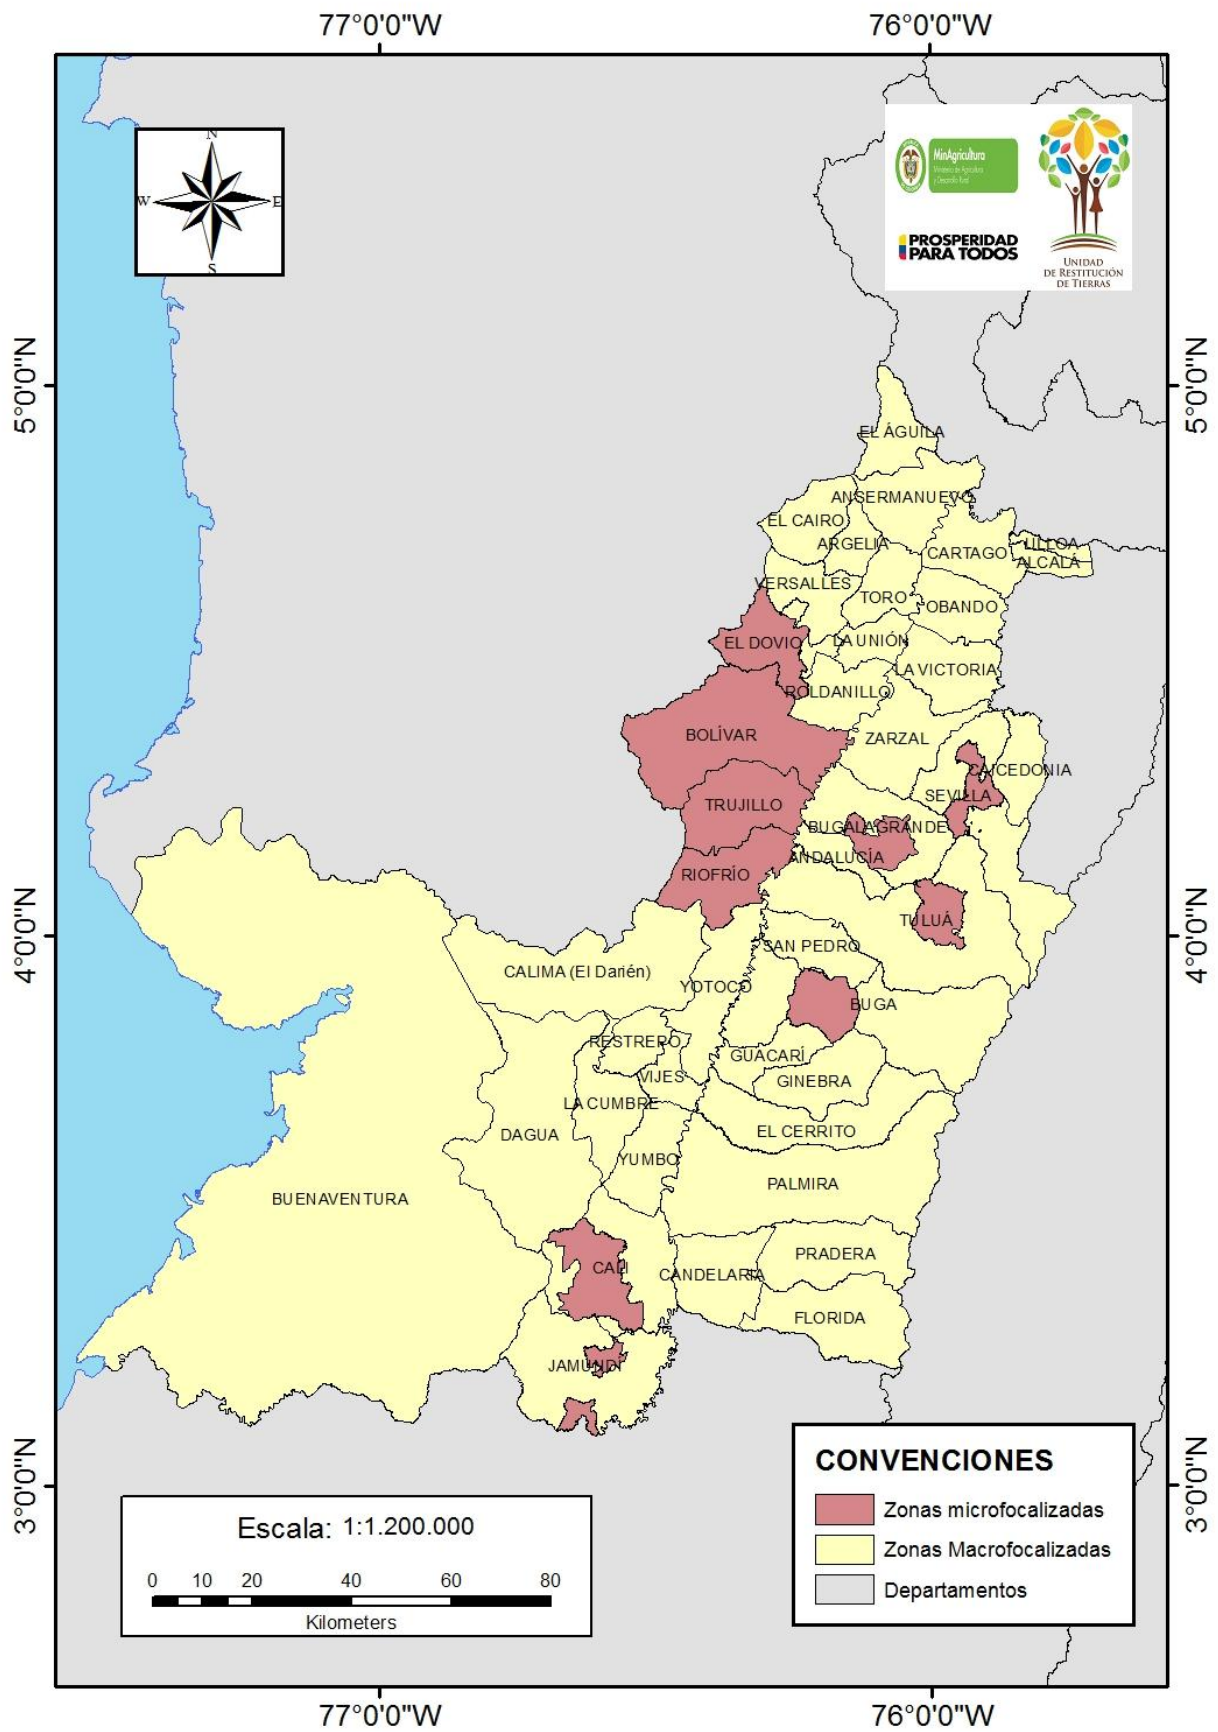 77°0'0"W
76°0'0"W
N
W
E
S
MinAgricultura
Ministerio de Agricultura
y Desarrollo Rural
PROSPERIDAD
PARA TODOS
UNIDAD
DE RESTITUCIÓN
DE TIERRAS
5°0'0"N
5°0'0"N
EL ÁGUILA
ANSERMANUEVO
EL CAIRO
ARGELIA
CARTAGO
ULLOA
ALCALÁ
VERSALLES
TORO
OBANDO
EL DOVIO
LA UNIÓN
LA VICTORIA
ROLDANILLO
BOLÍVAR
ZARZAL
CAICEDONIA
SEVILLA
TRUJILLO
BUGALAGRANDE
ANDALUCÍA
RIOFRÍO
TULUÁ
4°0'0"N
4°0'0"N
SAN PEDRO
CALIMA (El Darién)
YOTOCO
BUGA
RESTREPO
GUACARÍ
VIJES
GINEBRA
LA CUMBRE
DAGUA
EL CERRITO
YUMBO
PALMIRA
BUENAVENTURA
PRADERA
CALI
CANDELARIA
FLORIDA
JAMUNDÍ
3°0'0"N
3°0'0"N
CONVENCIONES
Zonas microfocalizadas
Zonas Macrofocalizadas
Departamentos
Escala: 1:1.200.000
0 10 20 40 60 80
Kilometers
77°0'0"W
76°0'0"W